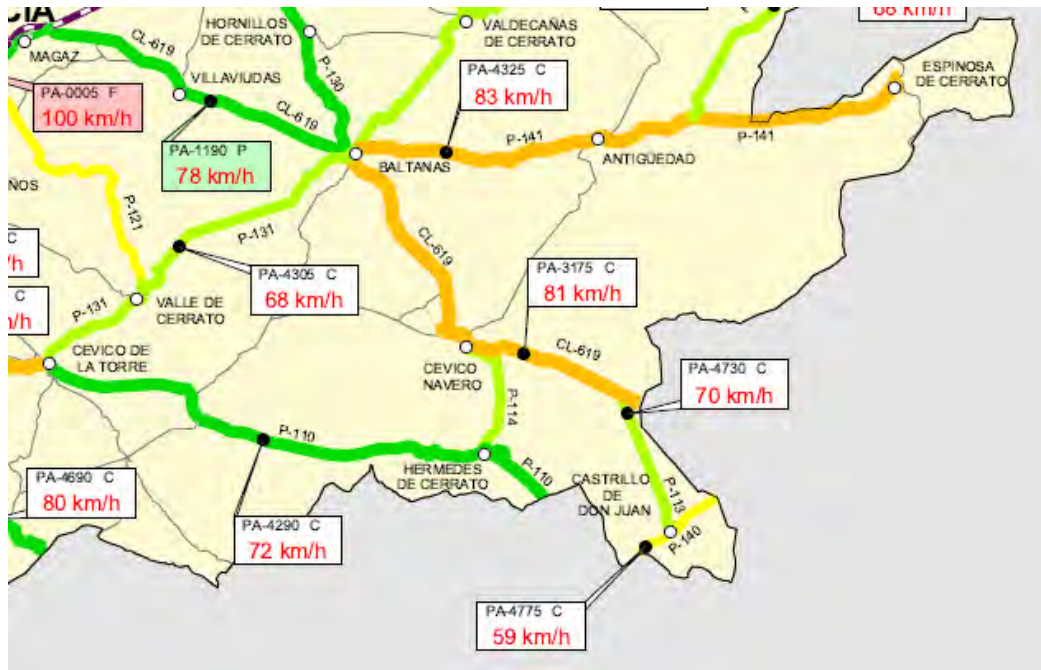 CIA
HORNILLOS
DE CERRATO
VALDECAÑAS
DE CERRATO
68 km/h
MAGAZ
CL-619
P-130
VILLAVIUDAS
PA-4325 C
83 km/h
ESPINOSA
DE CERRATO
PA-0005 F
100 km/h
CL-619
P-141
P-141
PA-1190 P
78 km/h
BALTANAS
ANTIGÜEDAD
ÑOS
P-121
P-131
CL-619
C
/h
PA-4305 C
68 km/h
PA-3175 C
81 km/h
C
m/h
P-131
VALLE DE
CERRATO
CEVICO DE
LA TORRE
CEVICO
NAVERO
CL-619
PA-4730 C
70 km/h
P-114
P-110
HERMEDES
DE CERRATO
P-110
CASTRILLO
DE
DON JUAN
P-113
PA-4690 C
80 km/h
PA-4290 C
72 km/h
P-140
PA-4775 C
59 km/h